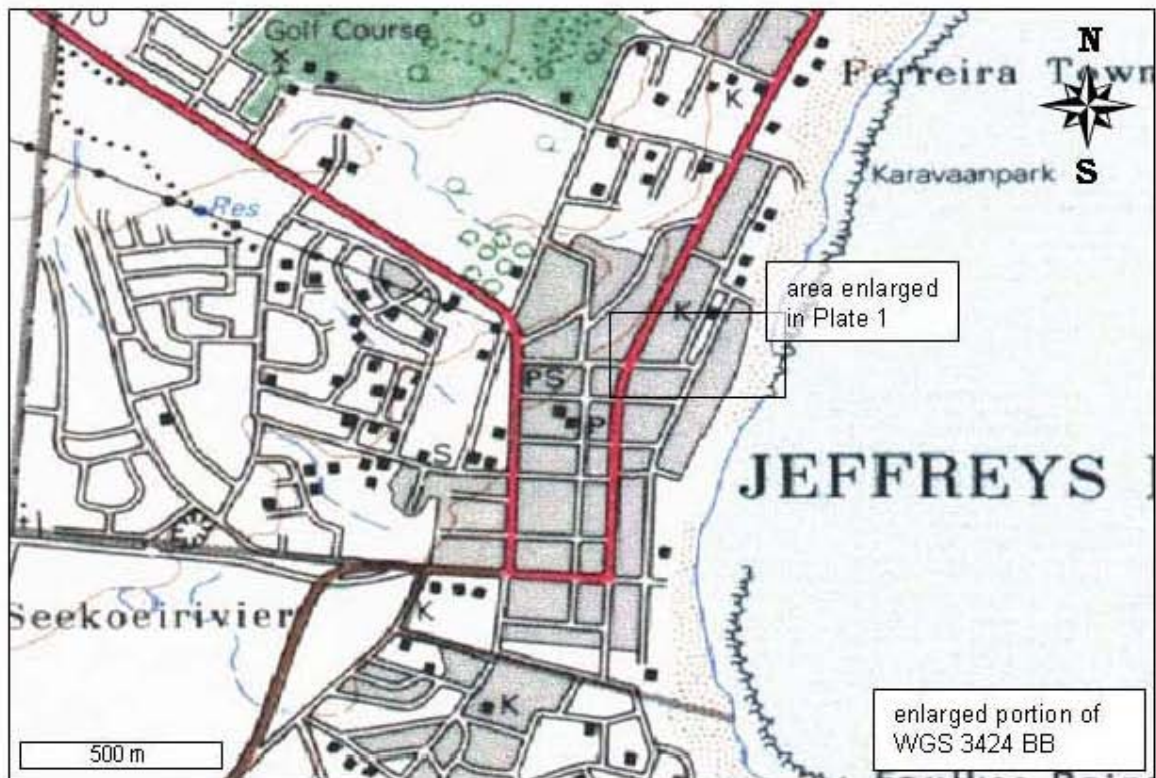 Golf Course
N
Ferreira Town
K
Karavaanpark
S
Res
area enlarged
in Plate 1
K
PS
P
S
JEFFREYS
Seekoeirivier
K
K
enlarged portion of
WGS 3424 BB
500 m